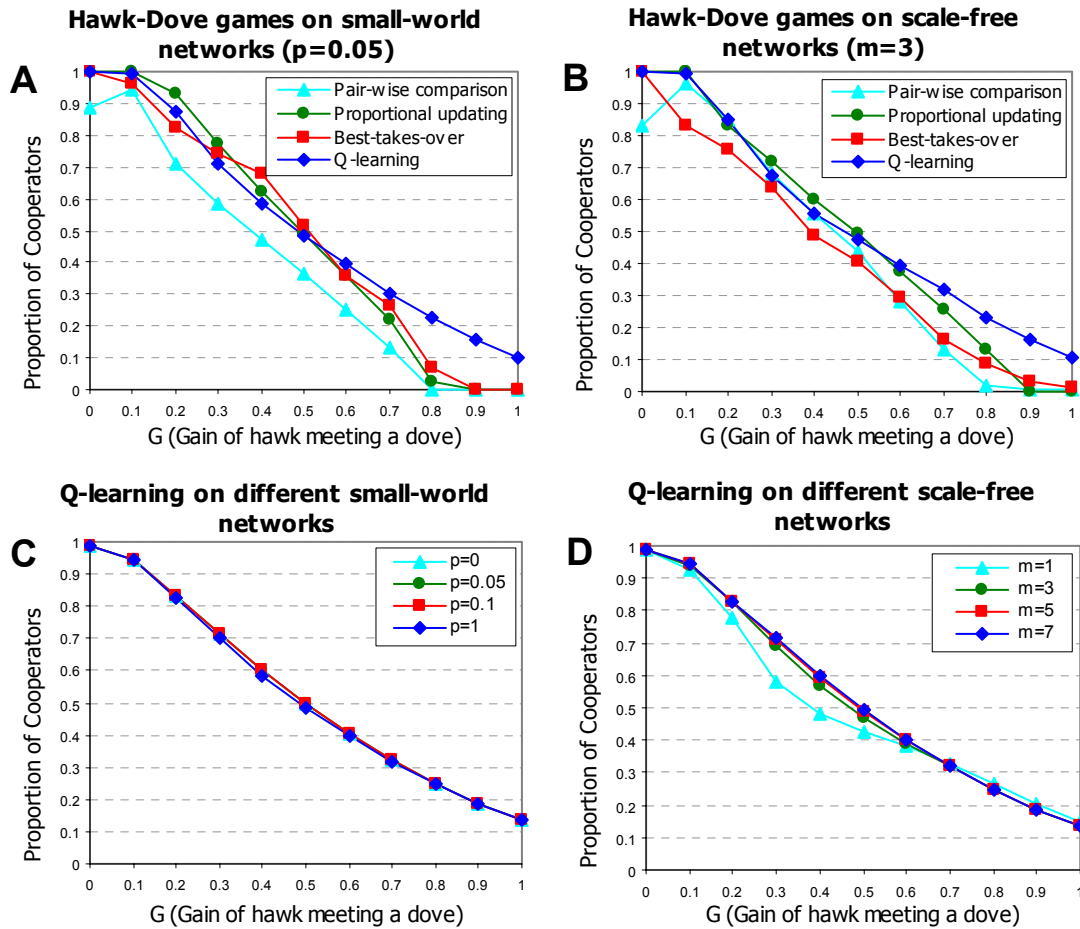 Hawk-Dove games on small-world
networks (p=0.05)
A
Pair-wise comparison
Proportional updating
Best-takes-over
Q -learning
Proportion of Cooperators
1
0.9
0.8
0.7
0.6
0.5
0.4
0.3
0.2
0.1
0
0 0.1 0.2 0.3 0.4 0.5 0.6 0.7 0.8 0.9 1
G (Gain of hawk meeting a dove)
Hawk-Dove games on scale-free
networks (m=3)
B
Pair-wise comparison
Proportional updating
Best-takes-over
Q -learning
Proportion of Cooperators
1
0.9
0.8
0.7
0.6
0.5
0.4
0.3
0.2
0.1
0
0 0.1 0.2 0.3 0.4 0.5 0.6 0.7 0.8 0.9 1
G (Gain of hawk meeting a dove)
Q-learning on different small-world
networks
C
p=0
p=0.05
p=0.1
p=1
Proportion of Cooperators
1
0.9
0.8
0.7
0.6
0.5
0.4
0.3
0.2
0.1
0
0 0.1 0.2 0.3 0.4 0.5 0.6 0.7 0.8 0.9 1
G (Gain of hawk meeting a dove)
Q-learning on different scale-free
networks
D
m=1
m=3
m=5
m=7
Proportion of Cooperators
1
0.9
0.8
0.7
0.6
0.5
0.4
0.3
0.2
0.1
0
0 0.1 0.2 0.3 0.4 0.5 0.6 0.7 0.8 0.9 1
G (Gain of hawk meeting a dove)